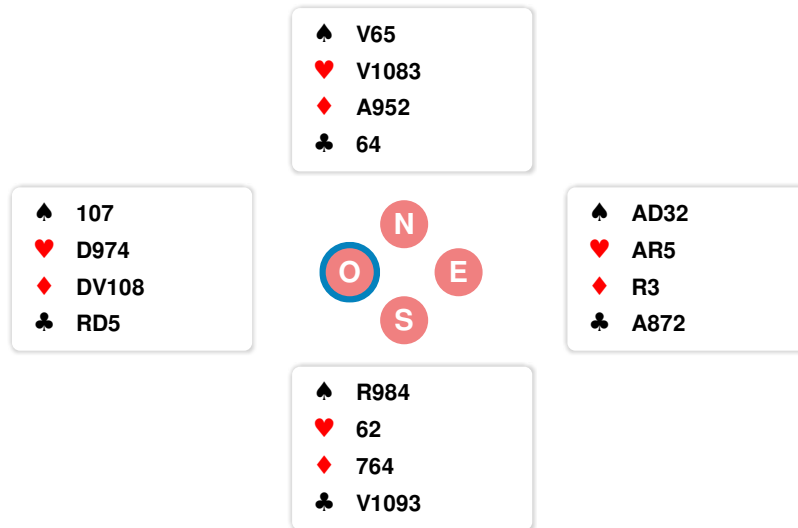 ♠ V65
♥ V1083
♦ A952
♣ 64
♠ 107
♥ D974
♦ DV108
♣ RD5
N
O E
S
♠ AD32
♥ AR5
♦ R3
♣ A872
♠ R984
♥ 62
♦ 764
♣ V1093